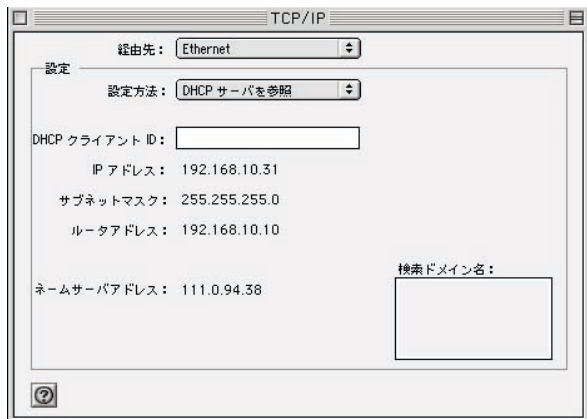 TCP/IP
経由先： Ethernet
設定
設定方法： DHCP サーバを参照
DHCP クライアント ID：
IP アドレス： 192.168.10.31
サブネットマスク： 255.255.255.0
ルータアドレス： 192.168.10.10
検索ドメイン名：
ネームサーバアドレス： 111.0.94.38
?